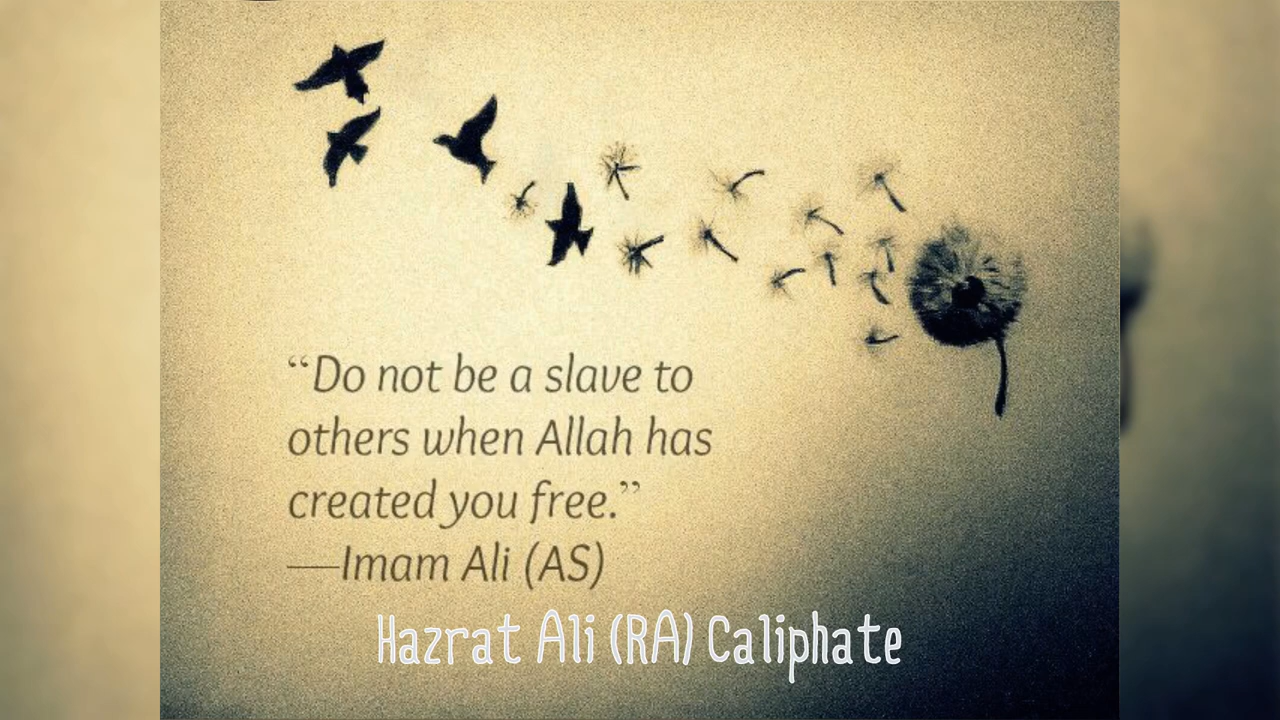 “Do not be a slave to
others when Allah has
created you free.”
—Imam Ali (AS)
Hazrat Ali (RA) Caliphate